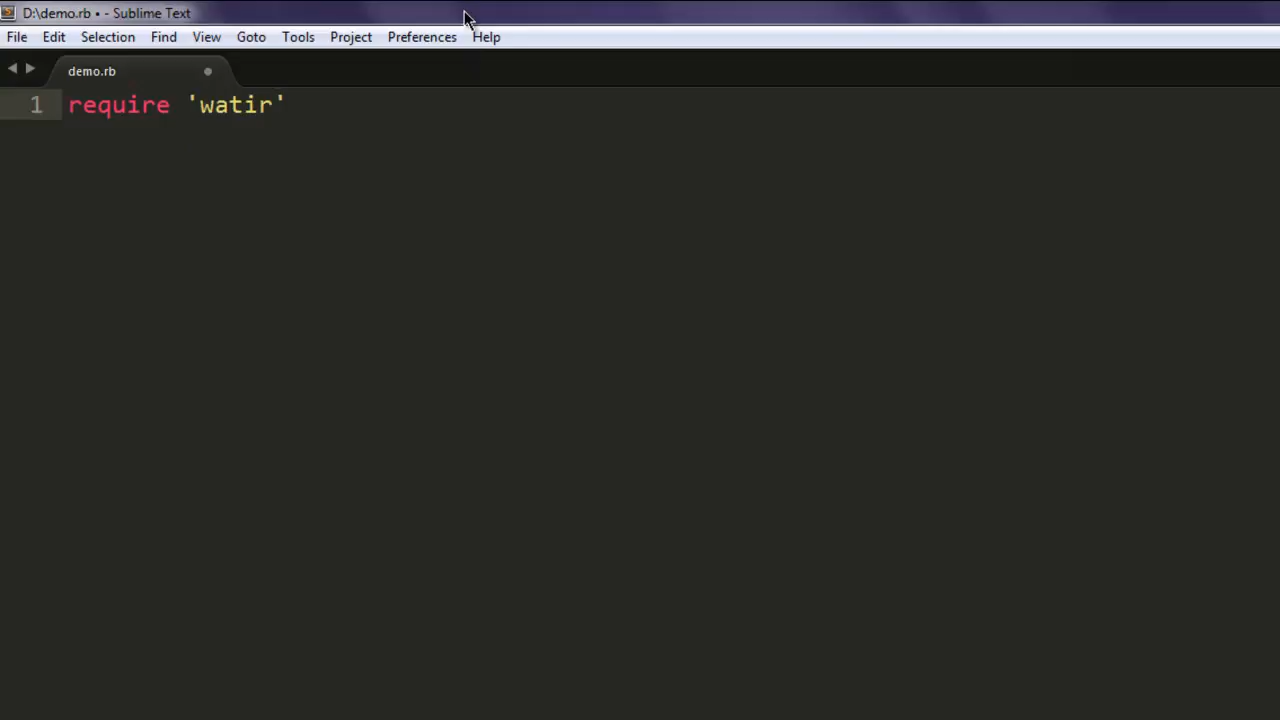 D:\demo.rb • - Sublime Text
File Edit Selection Find View Goto Tools Project Preferences Help
demo.rb
1 require 'watir'